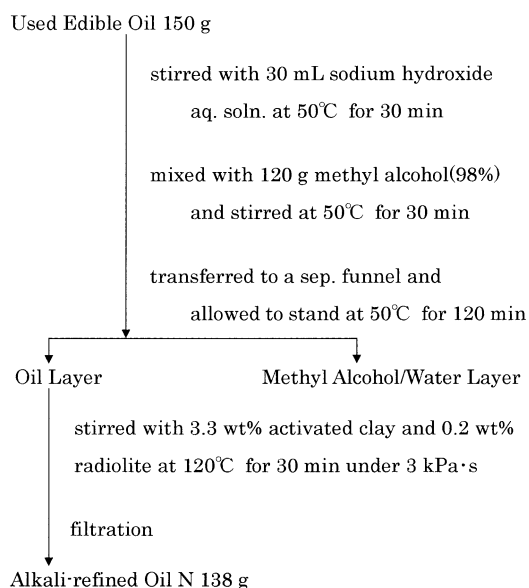 Used Edible Oil 150 g
stirred with 30 mL sodium hydroxide
aq. soln. at 50℃ for 30 min
mixed with 120 g methyl alcohol(98%)
and stirred at 50℃ for 30 min
transferred to a sep. funnel and
allowed to stand at 50℃ for 120 min
Oil Layer
Methyl Alcohol/Water Layer
stirred with 3.3 wt% activated clay and 0.2 wt%
radiolite at 120℃ for 30 min under 3 kPa・s
filtration
Alkali-refined Oil N 138 g